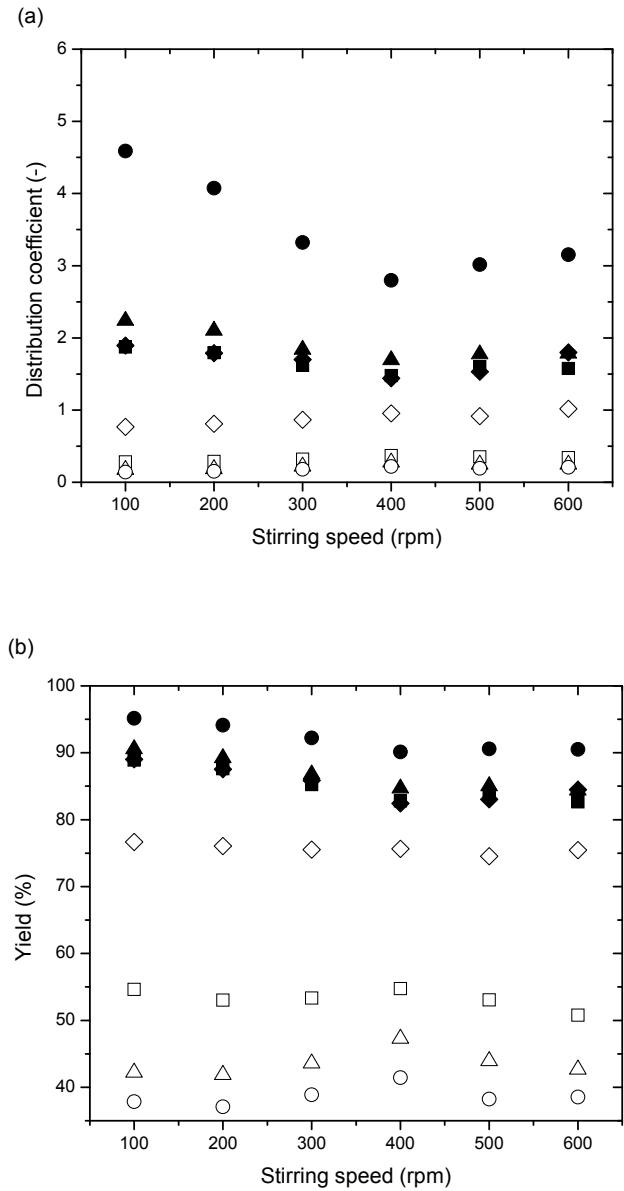 (a)
6
5
4
3
2
1
0
Distribution coefficient (-)
100 200 300 400 500 600
Stirring speed (rpm)
(b)
100
90
80
70
60
50
40
Yield (%)
100 200 300 400 500 600
Stirring speed (rpm)